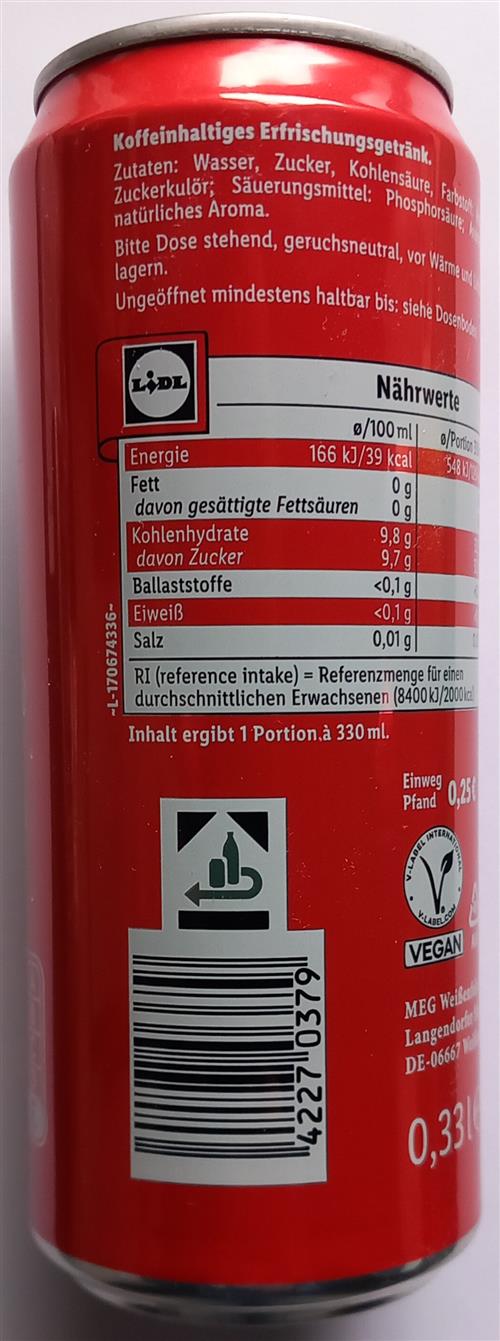 Koffeinhaltiges Erfrischungsgetränk.
Zutaten: Wasser, Zucker, Kohlensäure, Farbstoff:
Zuckerkulör; Säuerungsmittel: Phosphorsäure;
natürliches Aroma.
Bitte Dose stehend, geruchsneutral, vor Wärme und
lagern.
Ungeöffnet mindestens haltbar bis: siehe Dosenboden
LIDL
Nährwerte
ø/100 ml ø/Portion
Energie 166 kJ/39 kcal 548 kJ/
Fett 0 g
davon gesättigte Fettsäuren 0 g
Kohlenhydrate 9,8 g
davon Zucker 9,7 g
Ballaststoffe <0,1 g
Eiweiß <0,1 g
Salz 0,01 g
RI (reference intake) = Referenzmenge für einen
durchschnittlichen Erwachsenen (8400 kJ/2000 kcal
~L-170674336~
Inhalt ergibt 1 Portion à 330 ml.
Einweg
Pfand 0,25 €
V-LABEL INTERNATIONAL
V-LABEL.COM
VEGAN
MEG
Langendorfer
DE-06667
4227 0379
0,33 l e